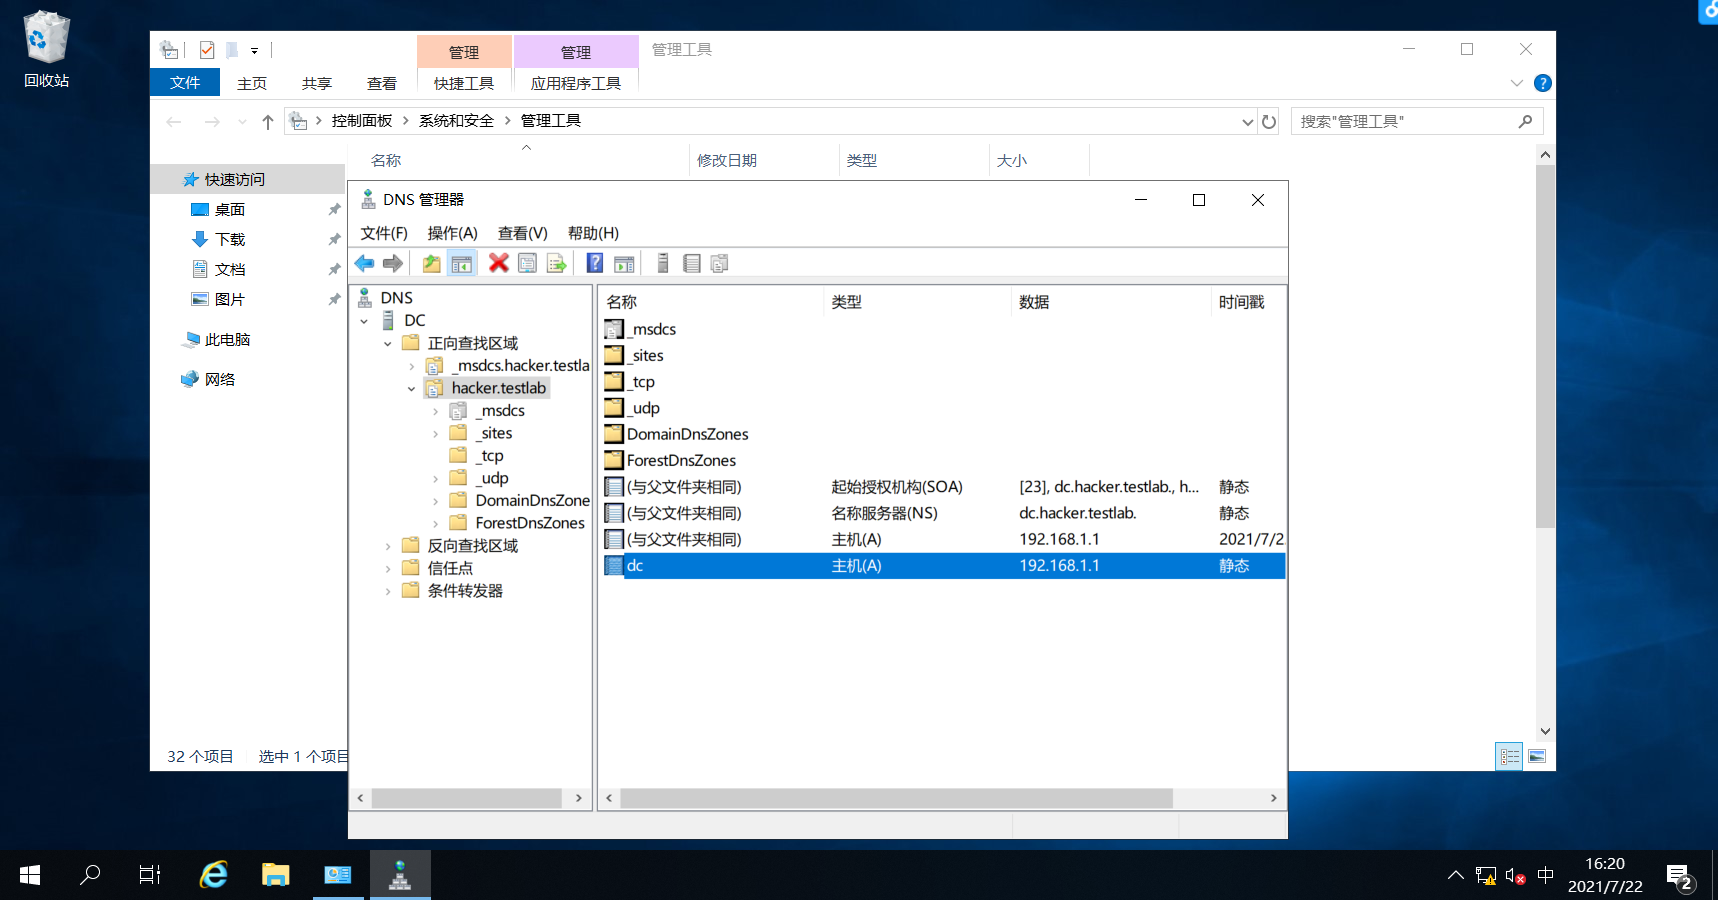 回收站
管理
管理
管理工具
文件
主页
共享
查看
快捷工具
应用程序工具
?
控制面板
系统和安全
管理工具
搜索"管理工具"
名称
修改日期
类型
大小
快速访问
桌面
下载
文档
图片
此电脑
网络
32 个项目
选中 1 个项目
DNS 管理器
文件(F)
操作(A)
查看(V)
帮助(H)
?
DNS
DC
正向查找区域
_msdcs.hacker.testla
hacker.testlab
_msdcs
_sites
_tcp
_udp
DomainDnsZone
ForestDnsZones
反向查找区域
信任点
条件转发器
名称 类型 数据 时间戳
_msdcs
_sites
_tcp
_udp
DomainDnsZones
ForestDnsZones
(与父文件夹相同) 起始授权机构(SOA) [23], dc.hacker.testlab., h... 静态
(与父文件夹相同) 名称服务器(NS) dc.hacker.testlab. 静态
(与父文件夹相同) 主机(A) 192.168.1.1 2021/7/2
dc 主机(A) 192.168.1.1 静态
中
16:20
2021/7/22
2